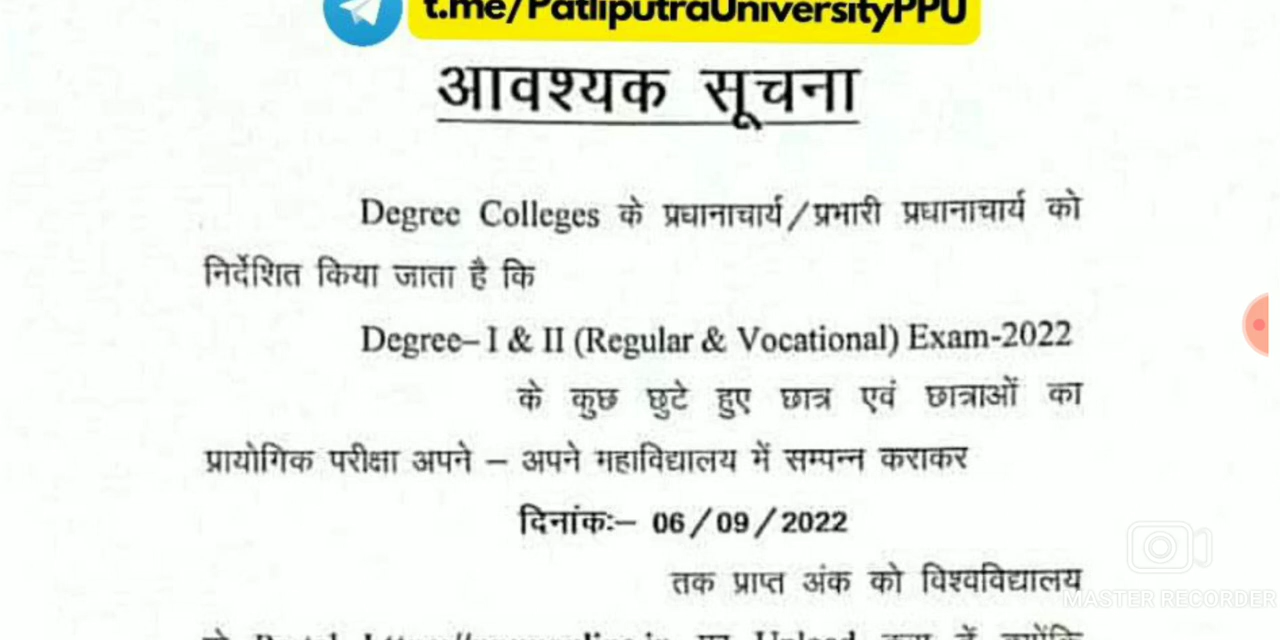 t.me/PatliputraUniversityPPU
आवश्यक सूचना
Degree Colleges के प्रधानाचार्य/प्रभारी प्रधानाचार्य को
निर्देशित किया जाता है कि
Degree– I & II (Regular & Vocational) Exam-2022
के कुछ छुटे हुए छात्र एवं छात्राओं का
प्रायोगिक परीक्षा अपने – अपने महाविद्यालय में सम्पन्न कराकर
दिनांकः– 06/09/2022
तक प्राप्त अंक को विश्वविद्यालय
MASTER RECORDER